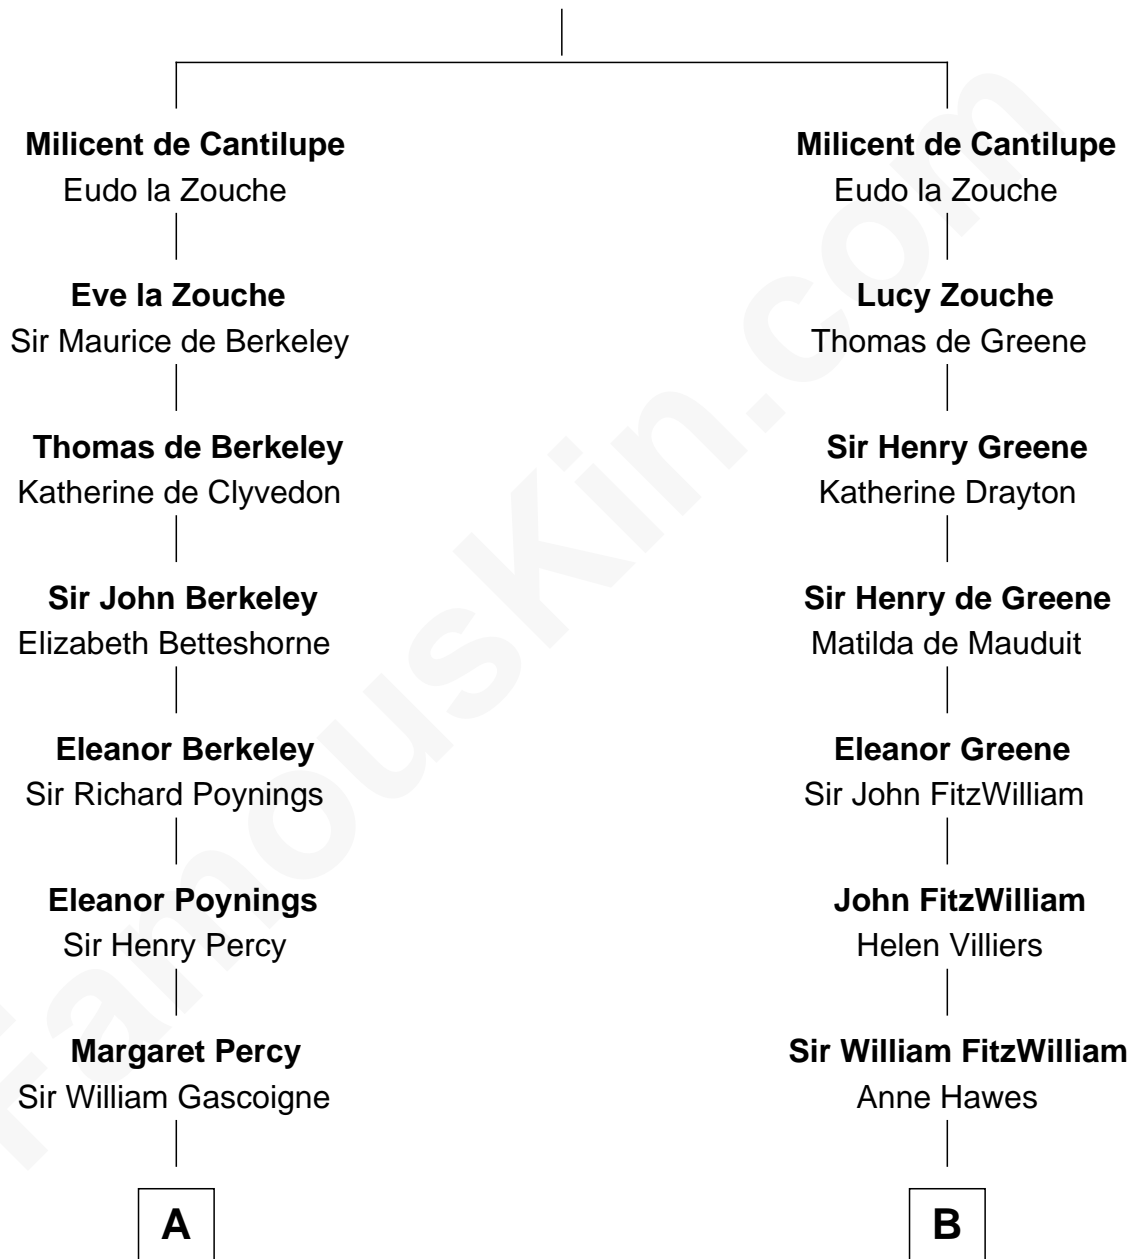 Milicent de Cantilupe
Eudo la Zouche
Eve la Zouche
Sir Maurice de Berkeley
Thomas de Berkeley
Katherine de Clyvedon
Sir John Berkeley
Elizabeth Betteshorne
Eleanor Berkeley
Sir Richard Poynings
Eleanor Poynings
Sir Henry Percy
Margaret Percy
Sir William Gascoigne
A
Milicent de Cantilupe
Eudo la Zouche
Lucy Zouche
Thomas de Greene
Sir Henry Greene
Katherine Drayton
Sir Henry de Greene
Matilda de Mauduit
Eleanor Greene
Sir John FitzWilliam
John FitzWilliam
Helen Villiers
Sir William FitzWilliam
Anne Hawes
B
FamousKin.com